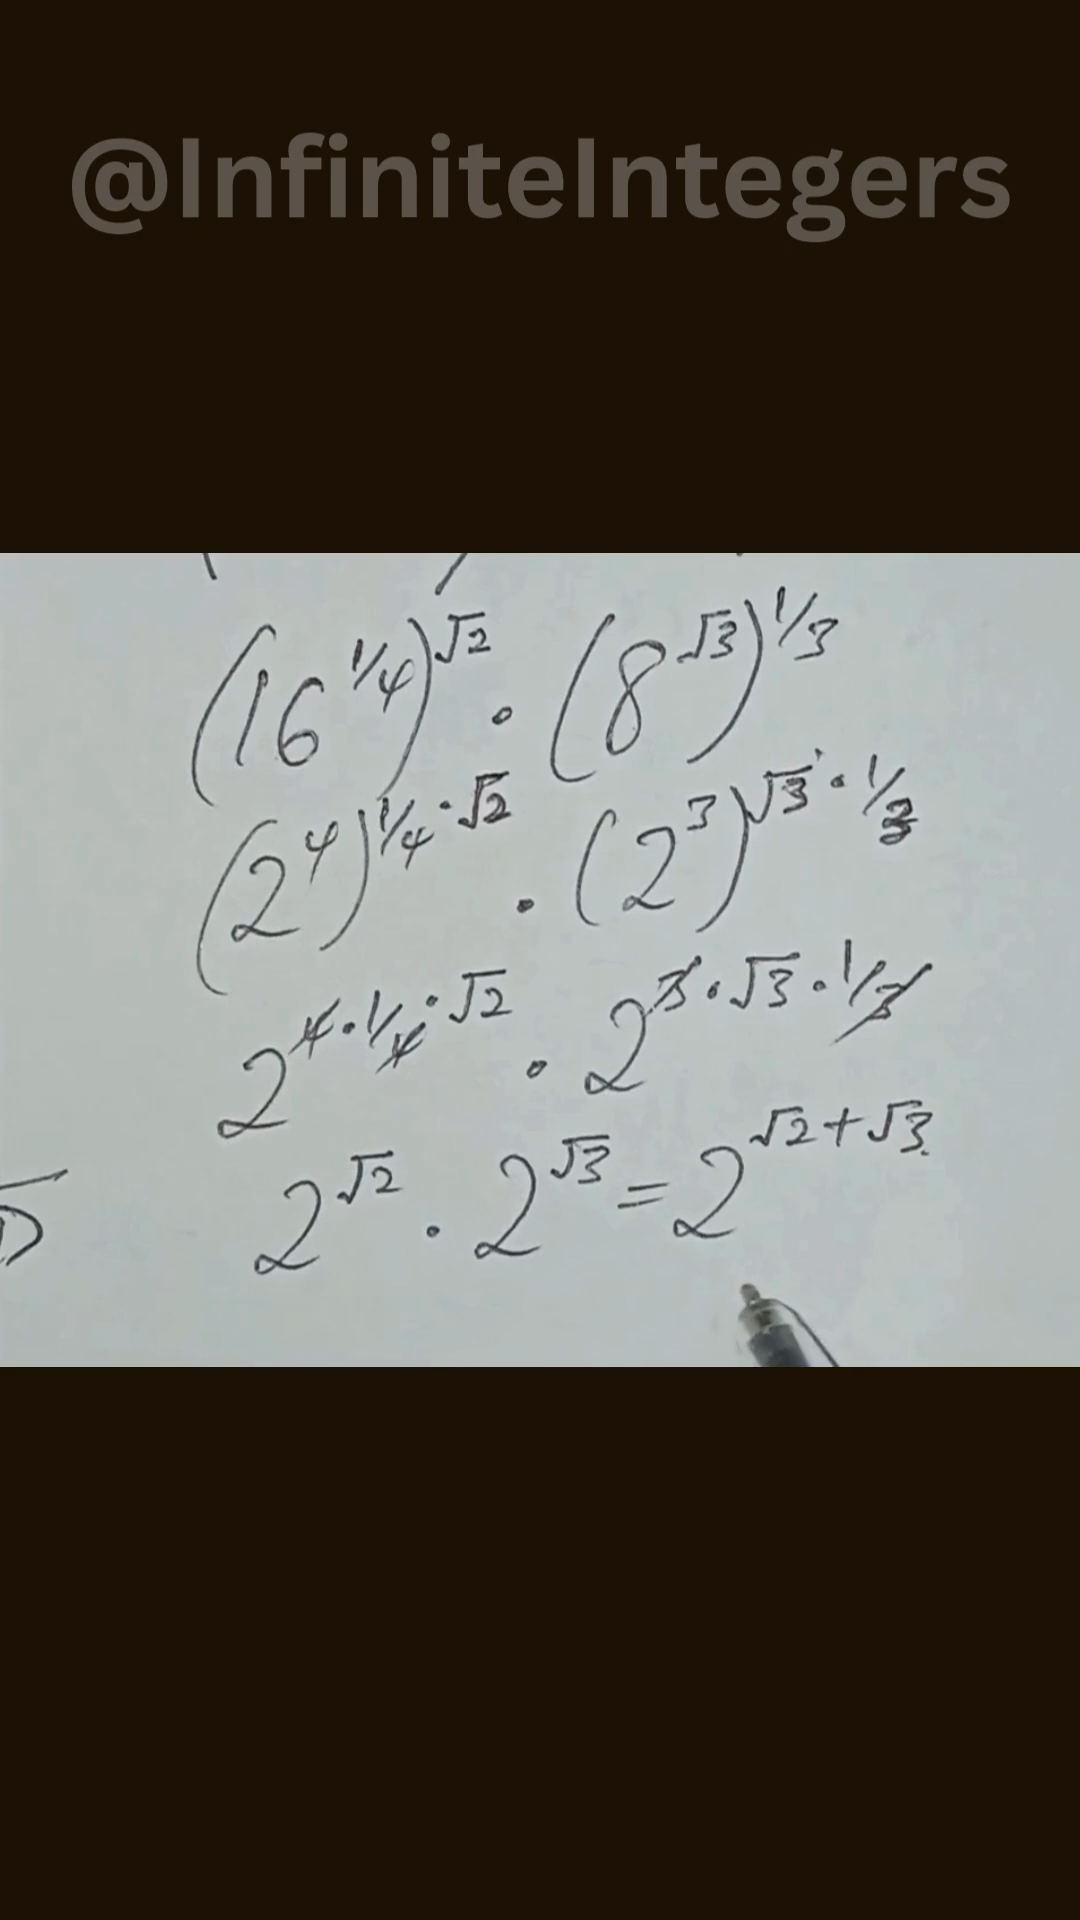 @InfiniteIntegers
(16^1/4)^√2 · (8^√3)^1/3
(2^4)^1/4·√2 · (2^3)^√3·1/3
2^4·1/4·√2 · 2^3·√3·1/3
2^√2 · 2^√3 = 2^√2+√3